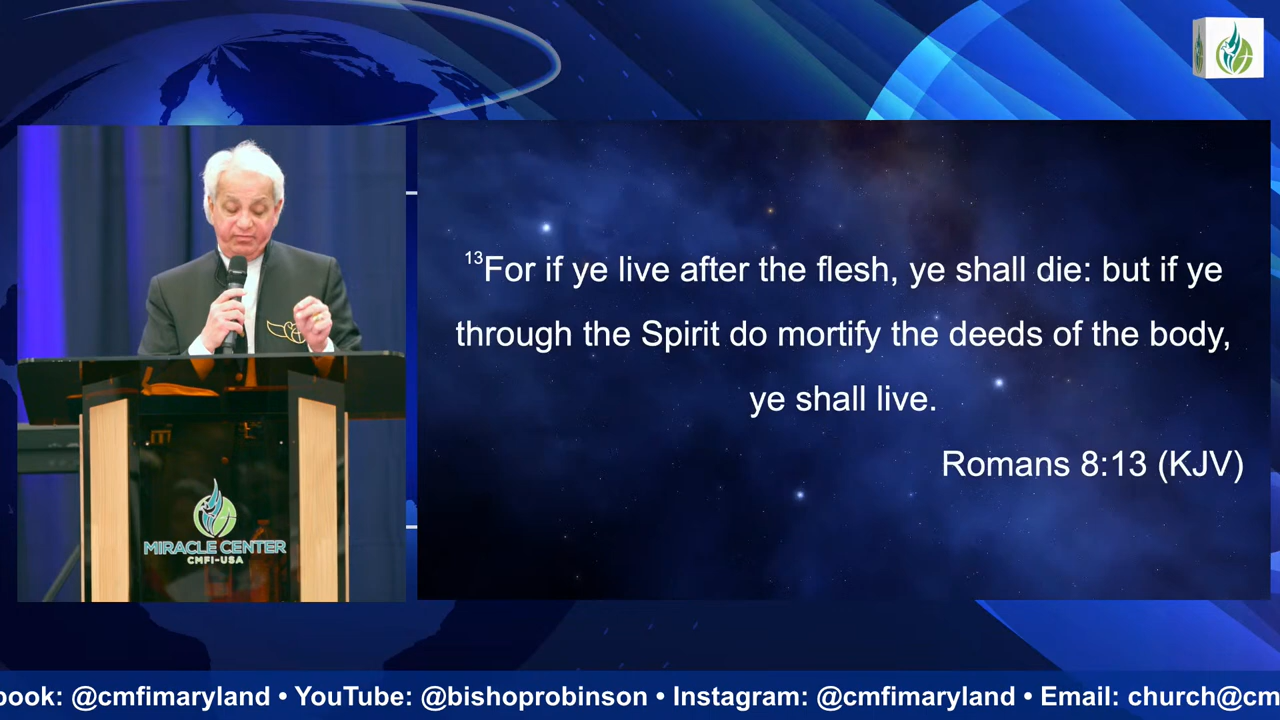 ¹³For if ye live after the flesh, ye shall die: but if ye
through the Spirit do mortify the deeds of the body,
ye shall live.
Romans 8:13 (KJV)
MIRACLE CENTER
CMFI-USA
book: @cmfimaryland • YouTube: @bishoprobinson • Instagram: @cmfimaryland • Email: church@cm